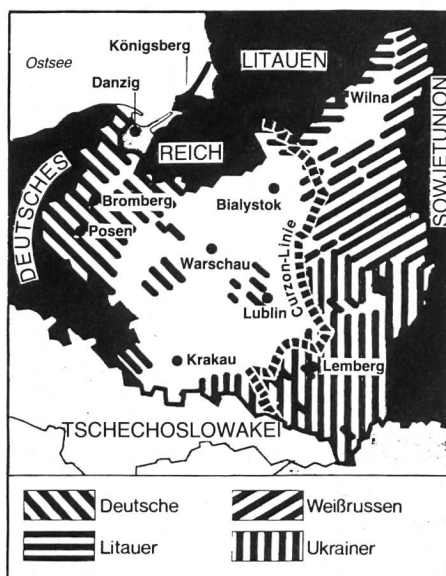 Königsberg
Ostsee
LITAUEN
Danzig
Wilna
REICH
SOWJETUNION
DEUTSCHES
Bromberg
Bialystok
Posen
Warschau
Curzon-Linie
Lublin
Krakau
Lemberg
TSCHECHOSLOWAKEI
Deutsche
Weißrussen
Litauer
Ukrainer